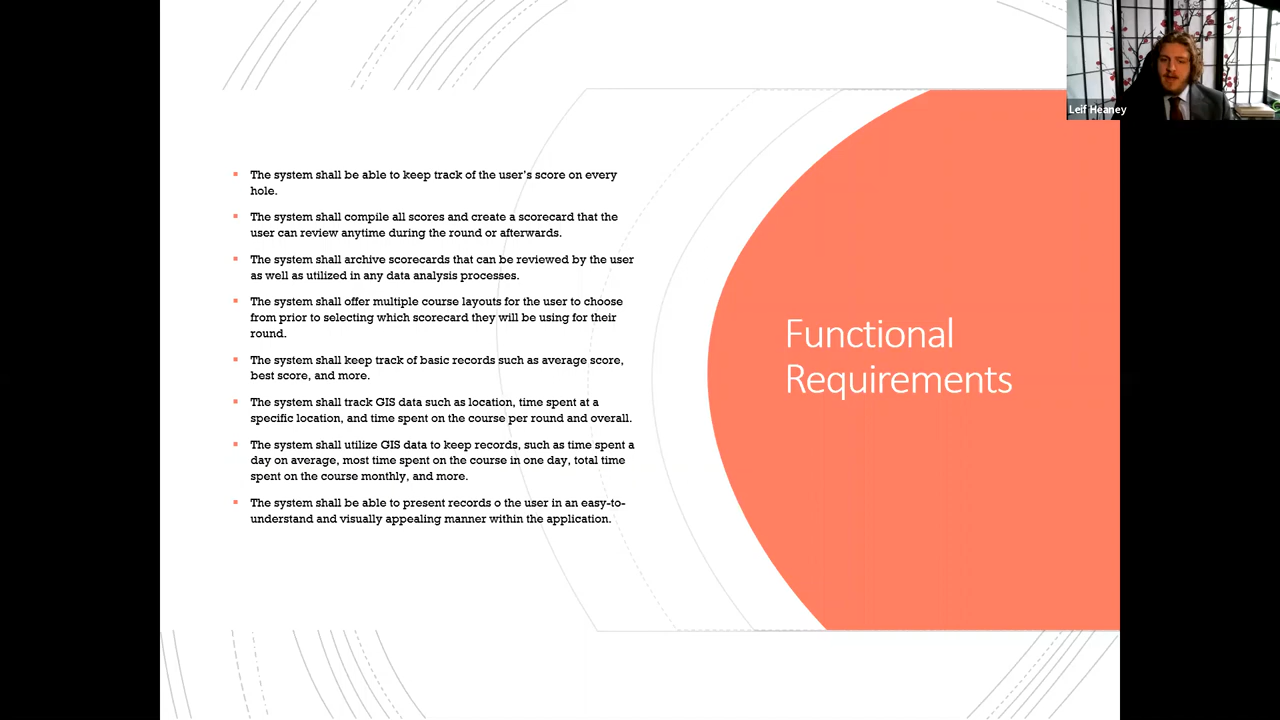 The system shall be able to keep track of the user's score on every
hole.
The system shall compile all scores and create a scorecard that the
user can review anytime during the round or afterwards.
The system shall archive scorecards that can be reviewed by the user
as well as utilized in any data analysis processes.
The system shall offer multiple course layouts for the user to choose
from prior to selecting which scorecard they will be using for their
round.
The system shall keep track of basic records such as average score,
best score, and more.
The system shall track GIS data such as location, time spent at a
specific location, and time spent on the course per round and overall.
The system shall utilize GIS data to keep records, such as time spent a
day on average, most time spent on the course in one day, total time
spent on the course monthly, and more.
The system shall be able to present records o the user in an easy-to-
understand and visually appealing manner within the application.
Functional
Requirements
Leif Heaney